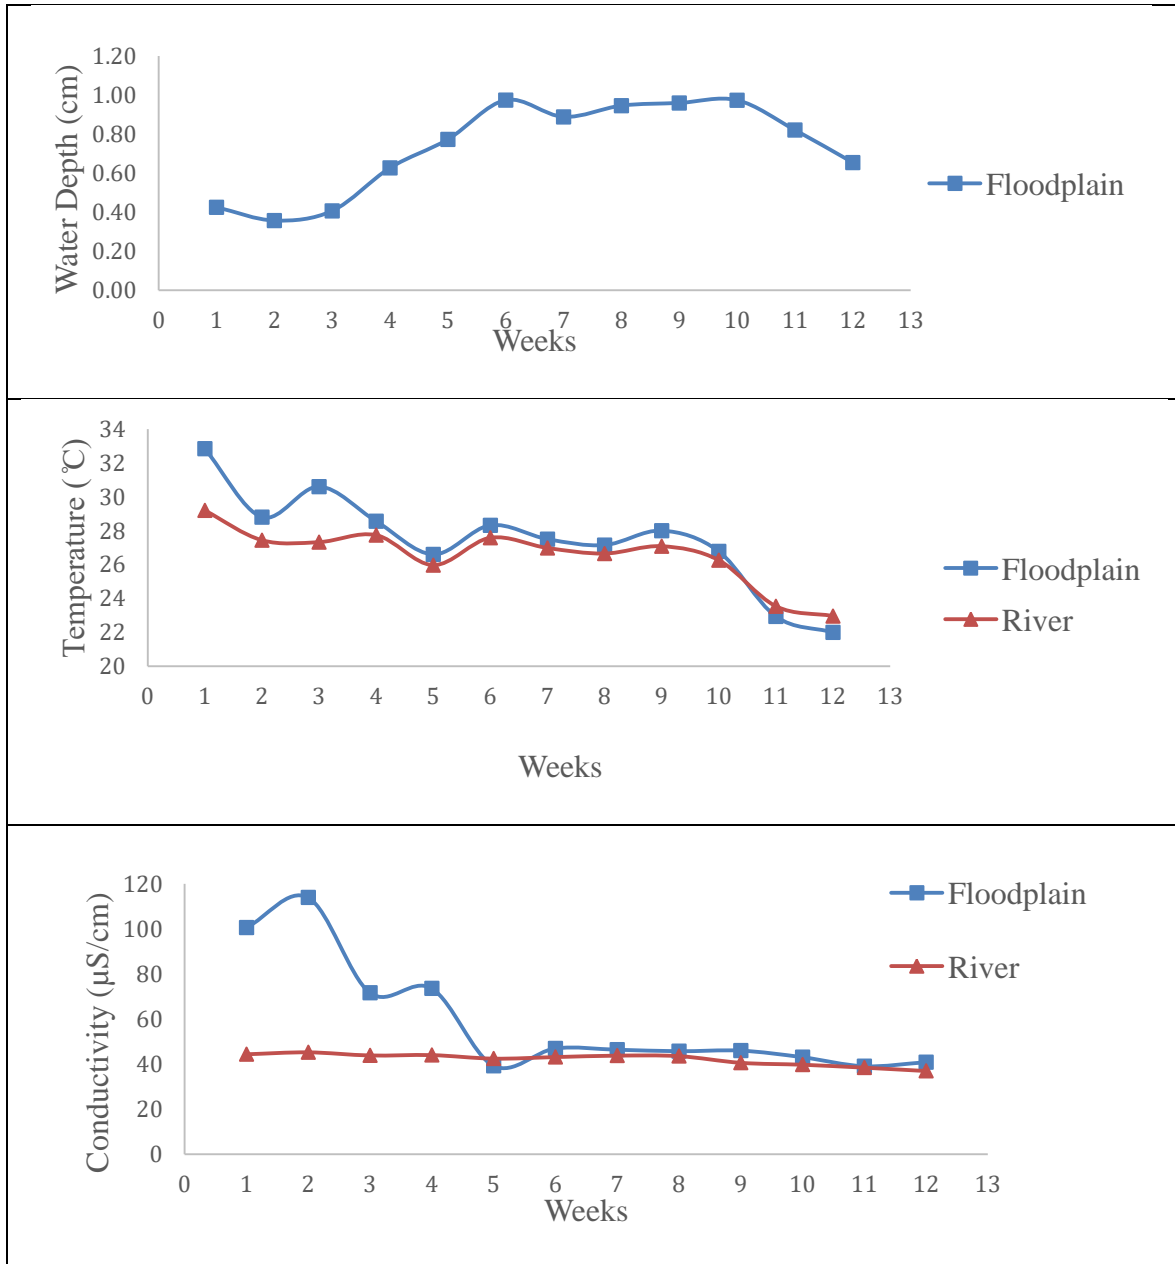 Water Depth (cm)
1.20
1.00
0.80
0.60
0.40
0.20
0.00
0 1 2 3 4 5 6 7 8 9 10 11 12 13
Weeks
Floodplain
Temperature (℃)
34
32
30
28
26
24
22
20
0 1 2 3 4 5 6 7 8 9 10 11 12 13
Weeks
Floodplain
River
Conductivity (µS/cm)
120
100
80
60
40
20
0
0 1 2 3 4 5 6 7 8 9 10 11 12 13
Weeks
Floodplain
River